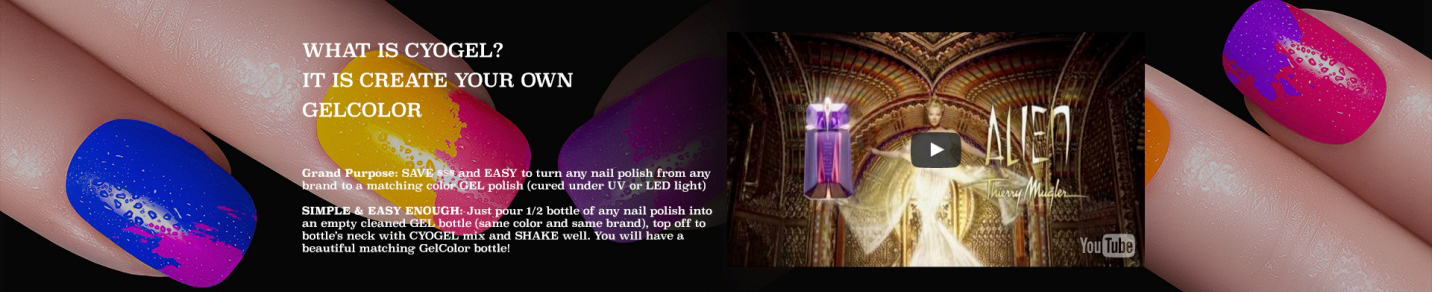 WHAT IS CYOGEL?
IT IS CREATE YOUR OWN
GELCOLOR
Grand Purpose: SAVE $$$ and EASY to turn any nail polish from any
brand to a matching color GEL polish (cured under UV or LED light)
SIMPLE & EASY ENOUGH: Just pour 1/2 bottle of any nail polish into
an empty cleaned GEL bottle (same color and same brand), top off to
bottle's neck with CYOGEL mix and SHAKE well. You will have a
beautiful matching GelColor bottle!
ALIEN
Thierry Mugler
YouTube